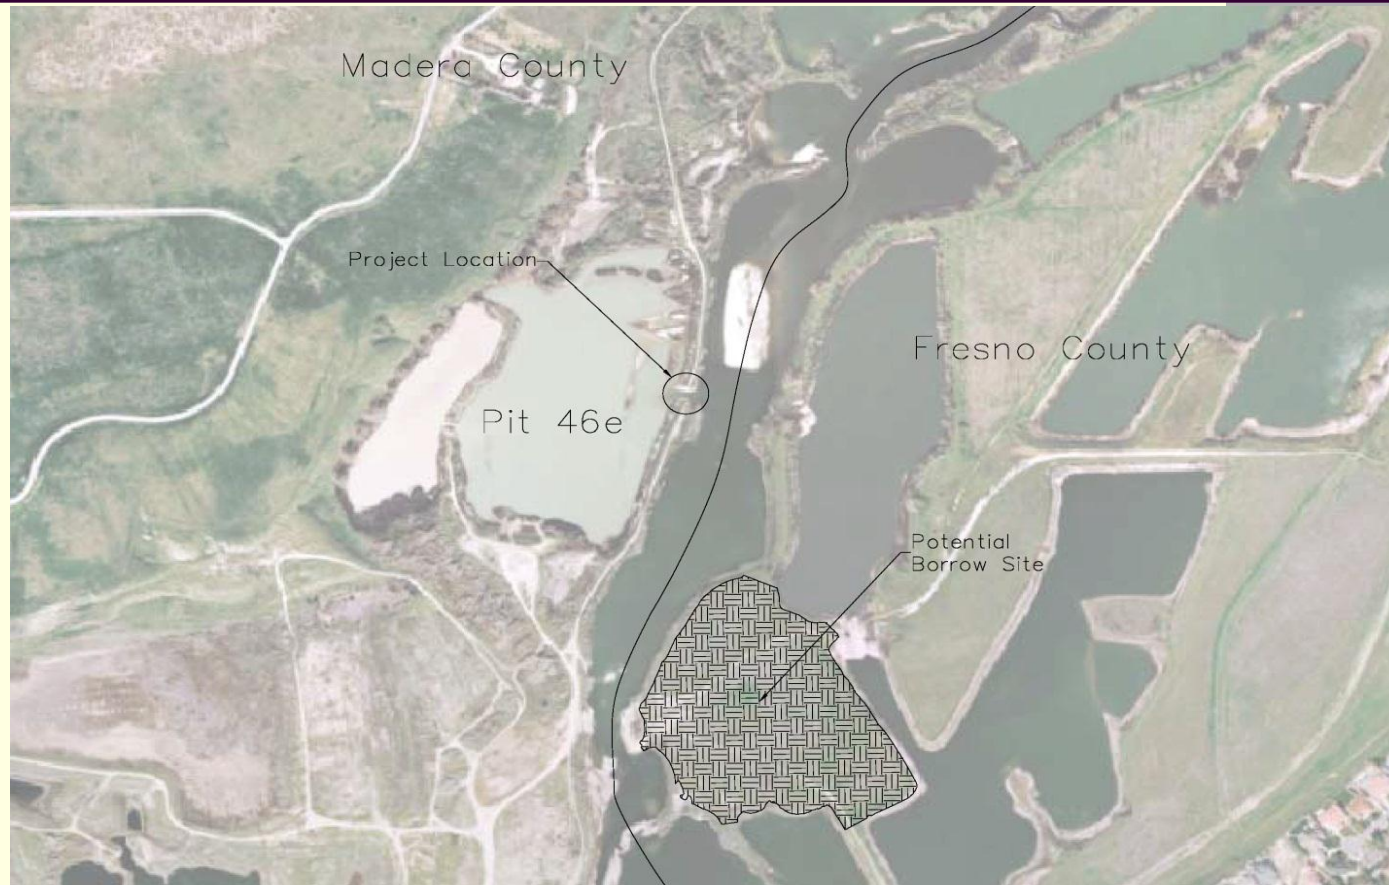 Madera County
Project Location
Fresno County
Pit 46e
Potential
Borrow Site